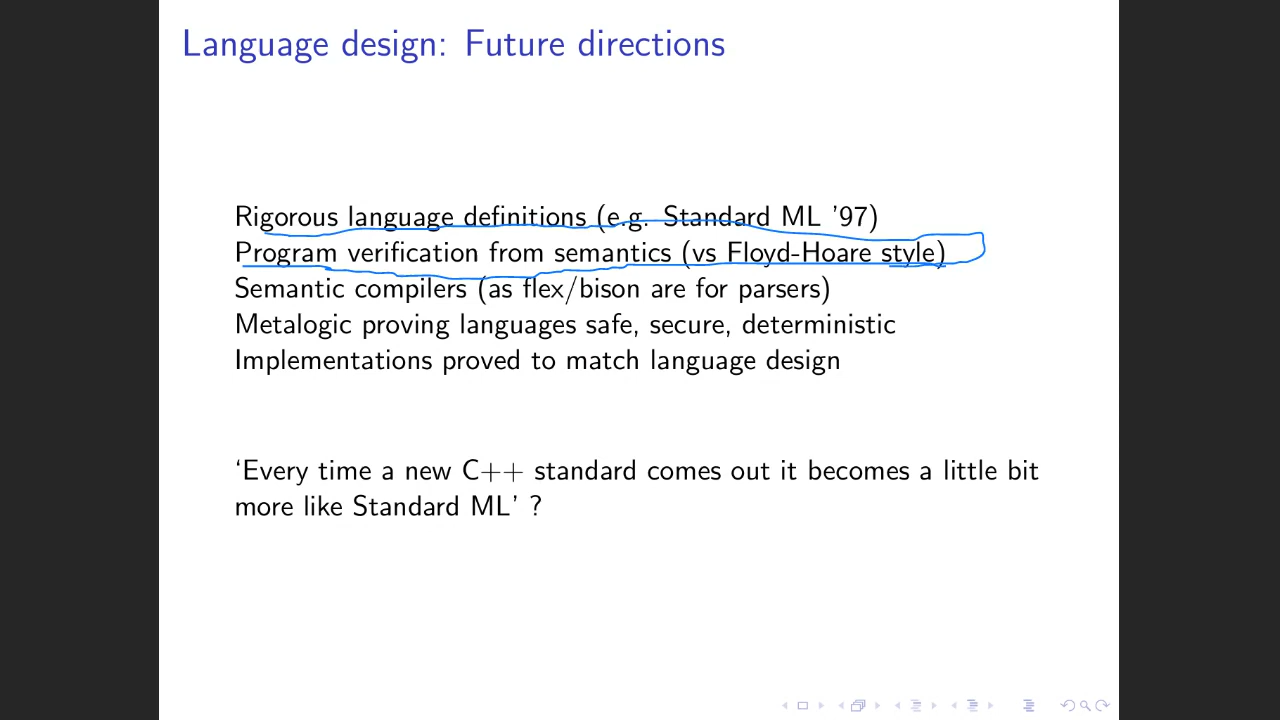 Language design: Future directions
Rigorous language definitions (e.g. Standard ML ’97)
Program verification from semantics (vs Floyd-Hoare style)
Semantic compilers (as flex/bison are for parsers)
Metalogic proving languages safe, secure, deterministic
Implementations proved to match language design
‘Every time a new C++ standard comes out it becomes a little bit
more like Standard ML’ ?